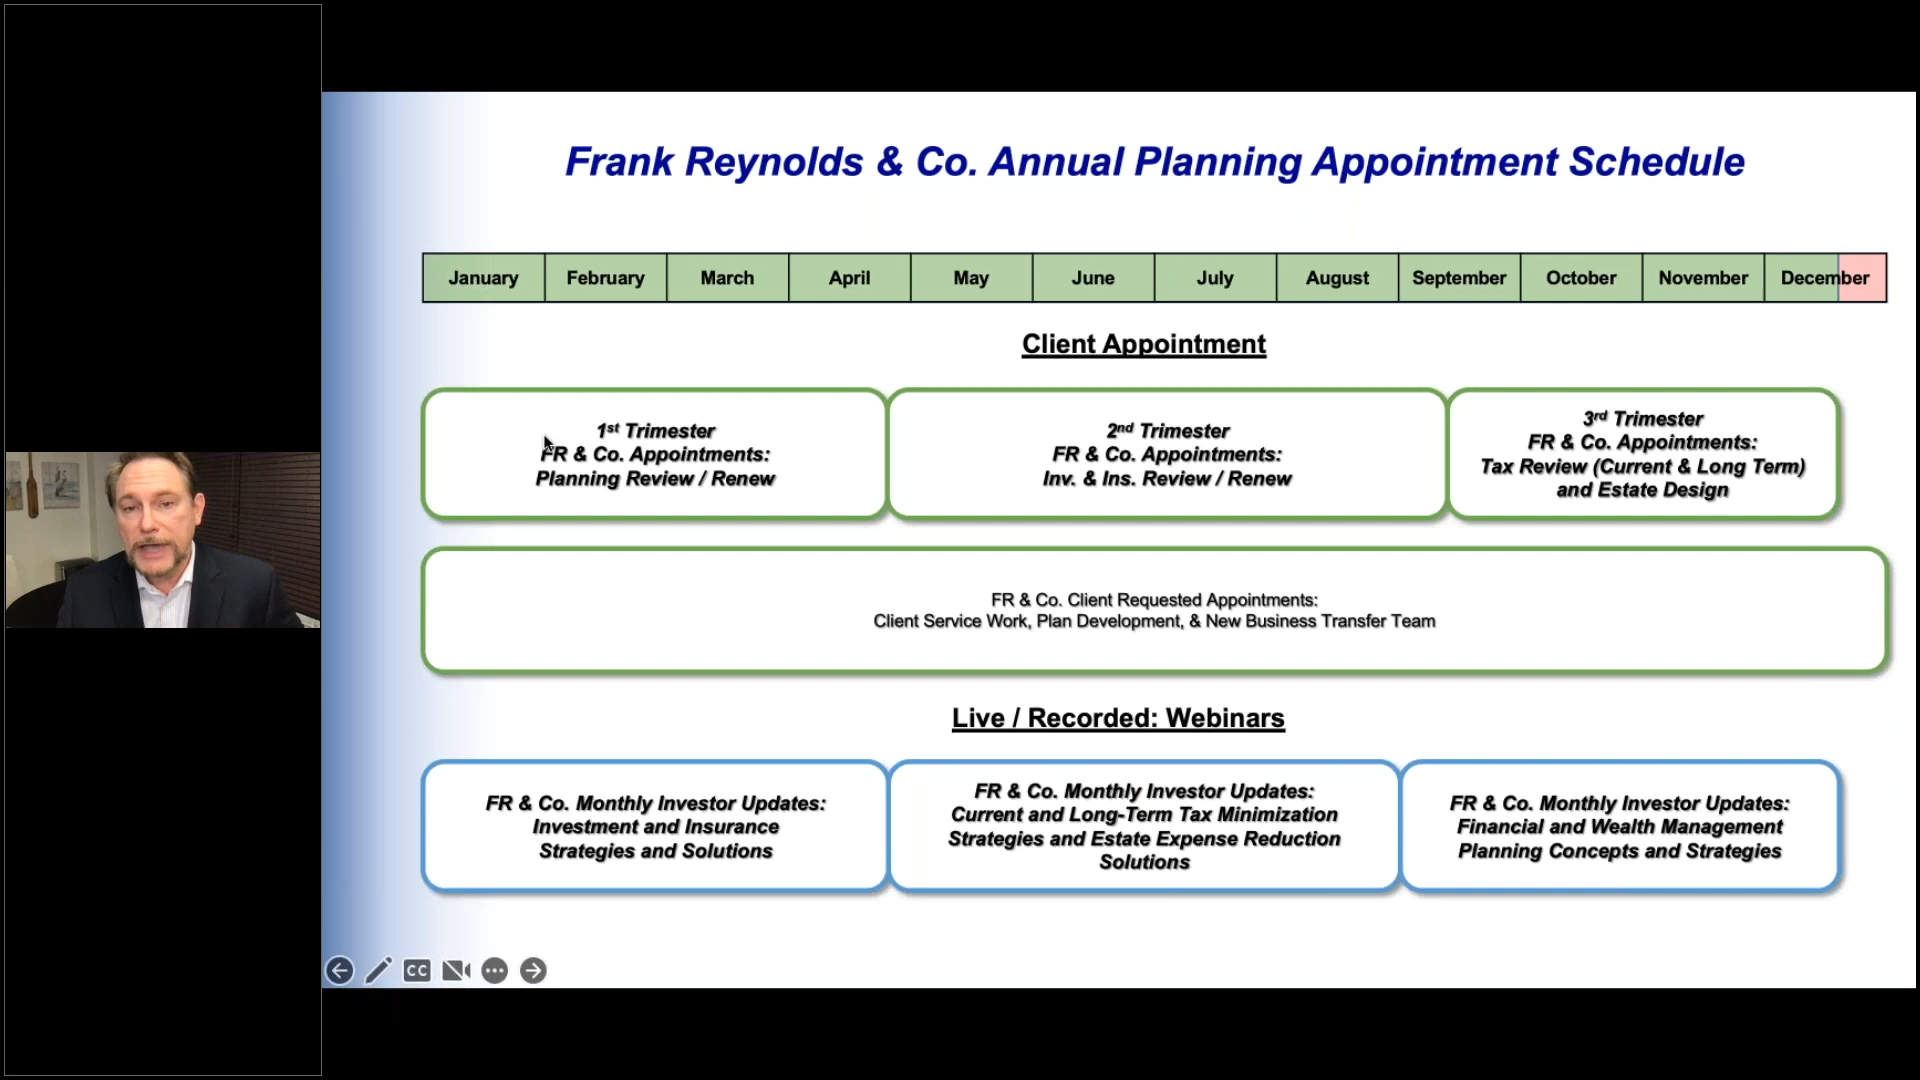 Frank Reynolds & Co. Annual Planning Appointment Schedule
January February March April May June July August September October November December
Client Appointment
1st Trimester
FR & Co. Appointments:
Planning Review / Renew
2nd Trimester
FR & Co. Appointments:
Inv. & Ins. Review / Renew
3rd Trimester
FR & Co. Appointments:
Tax Review (Current & Long Term)
and Estate Design
FR & Co. Client Requested Appointments:
Client Service Work, Plan Development, & New Business Transfer Team
Live / Recorded: Webinars
FR & Co. Monthly Investor Updates:
Investment and Insurance
Strategies and Solutions
FR & Co. Monthly Investor Updates:
Current and Long-Term Tax Minimization
Strategies and Estate Expense Reduction
Solutions
FR & Co. Monthly Investor Updates:
Financial and Wealth Management
Planning Concepts and Strategies
CC